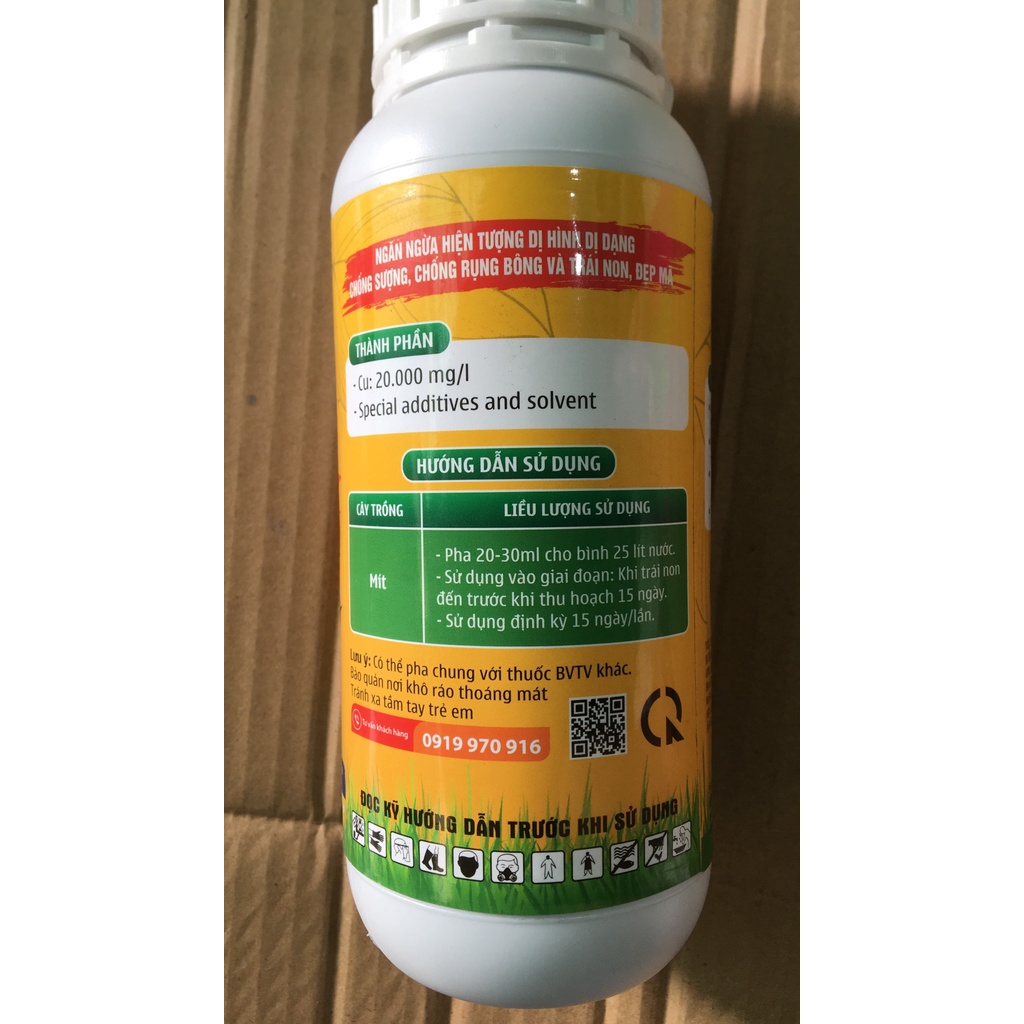 NGĂN NGỪA HIỆN TƯỢNG DỊ HÌNH DỊ DẠNG
CHỐNG SƯỢNG, CHỐNG RỤNG BÔNG VÀ TRÁI NON, ĐẸP MÃ
THÀNH PHẦN
- Cu: 20.000 mg/l
- Special additives and solvent
HƯỚNG DẪN SỬ DỤNG
CÂY TRỒNG LIỀU LƯỢNG SỬ DỤNG
Mít
- Pha 20-30ml cho bình 25 lít nước.
- Sử dụng vào giai đoạn: Khi trái non
đến trước khi thu hoạch 15 ngày.
- Sử dụng định kỳ 15 ngày/lần.
Lưu ý: Có thể pha chung với thuốc BVTV khác.
Bảo quản nơi khô ráo thoáng mát
Tránh xa tầm tay trẻ em
Tư vấn khách hàng 0919 970 916
ĐỌC KỸ HƯỚNG DẪN TRƯỚC KHI SỬ DỤNG